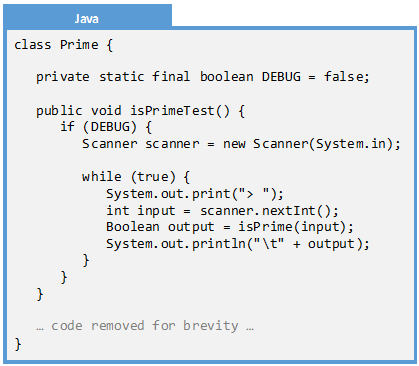 Java
class Prime {
private static final boolean DEBUG = false;
public void isPrimeTest() {
if (DEBUG) {
Scanner scanner = new Scanner(System.in);
while (true) {
System.out.print("> ");
int input = scanner.nextInt();
Boolean output = isPrime(input);
System.out.println("\t" + output);
}
}
}
… code removed for brevity …
}